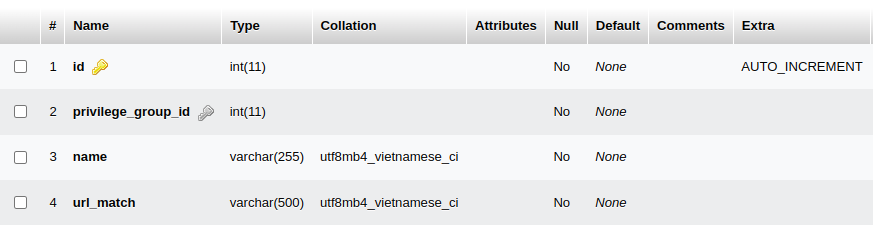 # Name Type Collation Attributes Null Default Comments Extra
1 id int(11) No None AUTO_INCREMENT
2 privilege_group_id int(11) No None
3 name varchar(255) utf8mb4_vietnamese_ci No None
4 url_match varchar(500) utf8mb4_vietnamese_ci No None